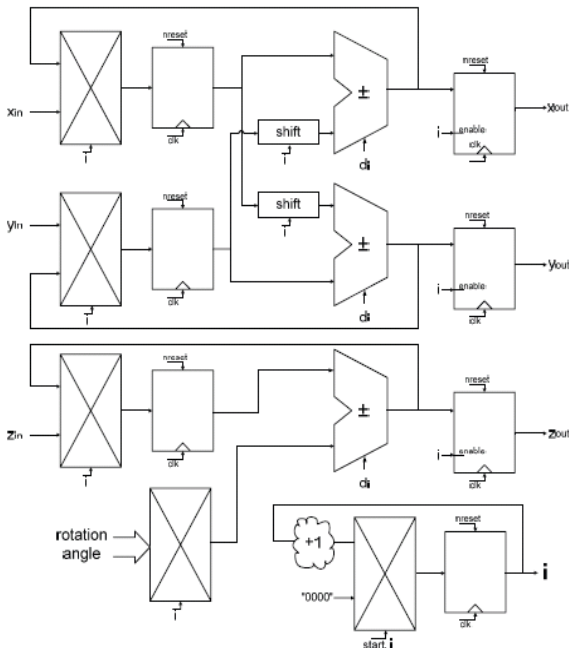 nreset
nreset
xin
±
shift
xout
i
enable
clk
i
clk
i
di
nreset
shift
nreset
yin
i
±
yout
i
enable
clk
i
clk
di
nreset
nreset
±
zin
zout
i
enable
clk
i
clk
di
rotation
angle
+1
nreset
i
"0000"
i
clk
start, i